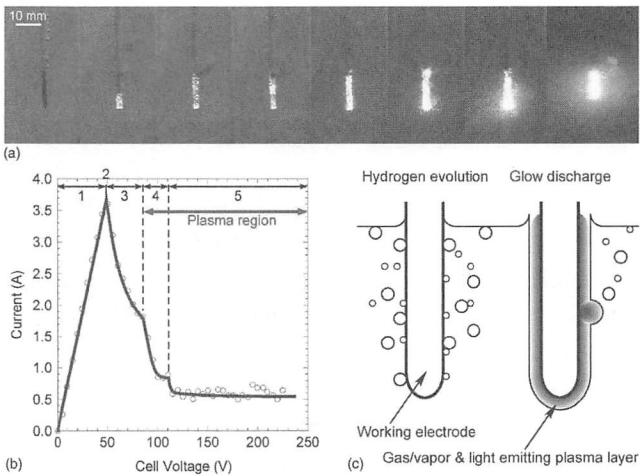 10 mm
(a)
4.0
3.5
3.0
2.5
2.0
1.5
1.0
0.5
0.0
Current (A)
1
2
3
4
5
Plasma region
0
50
100
150
200
250
Cell Voltage (V)
(b)
Hydrogen evolution
Glow discharge
Working electrode
Gas/vapor & light emitting plasma layer
(c)